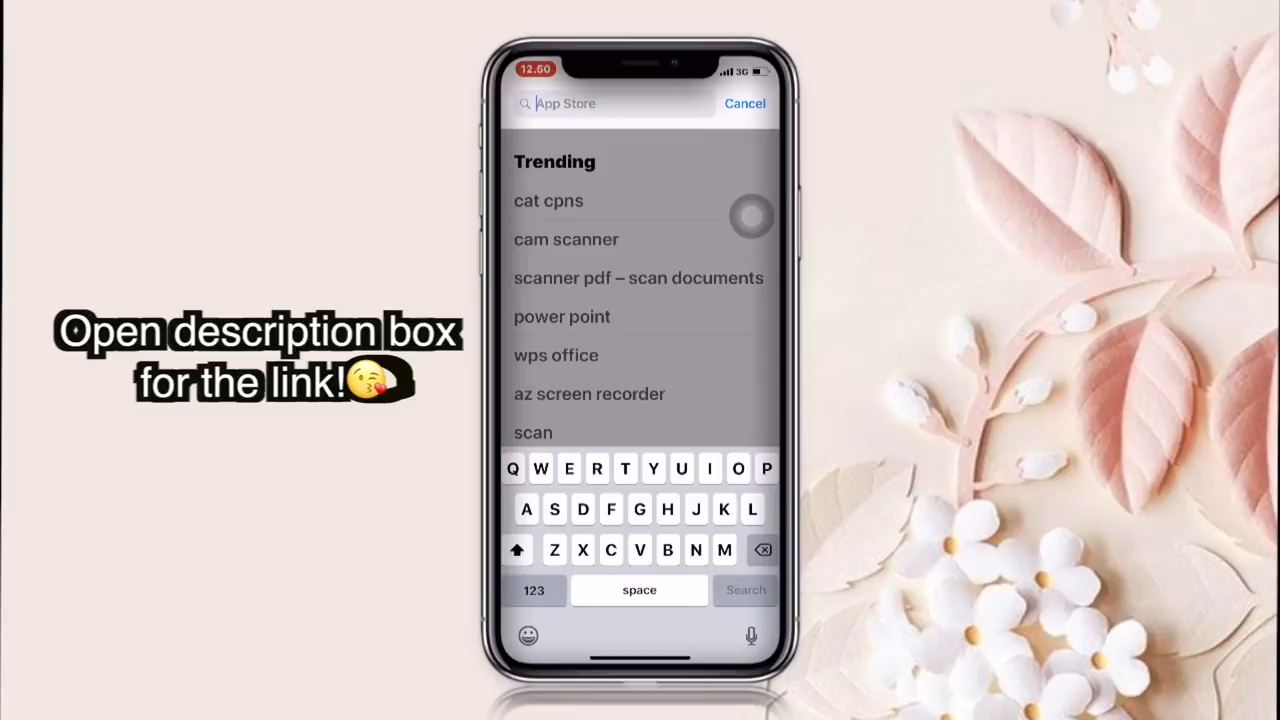 Open description box
for the link!😘
12.50
3G
App Store
Cancel
Trending
cat cpns
cam scanner
scanner pdf – scan documents
power point
wps office
az screen recorder
scan
Q W E R T Y U I O P
A S D F G H J K L
Z X C V B N M
123
space
Search